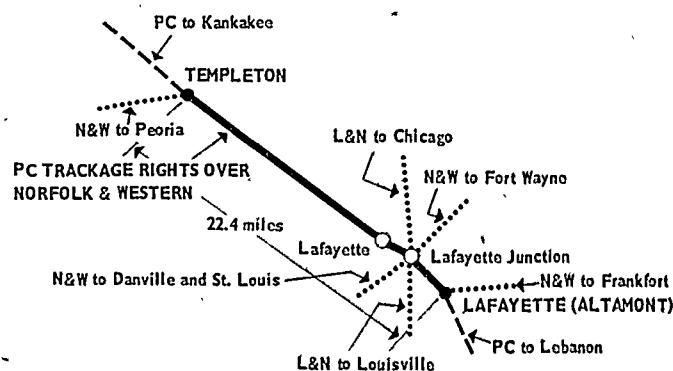 PC to Kankakee
TEMPLETON
N&W to Peoria
L&N to Chicago
PC TRACKAGE RIGHTS OVER
NORFOLK & WESTERN
N&W to Fort Wayne
22.4 miles
Lafayette
Lafayette Junction
N&W to Danville and St. Louis
N&W to Frankfort
LAFAYETTE (ALTAMONT)
PC to Lebanon
L&N to Louisville